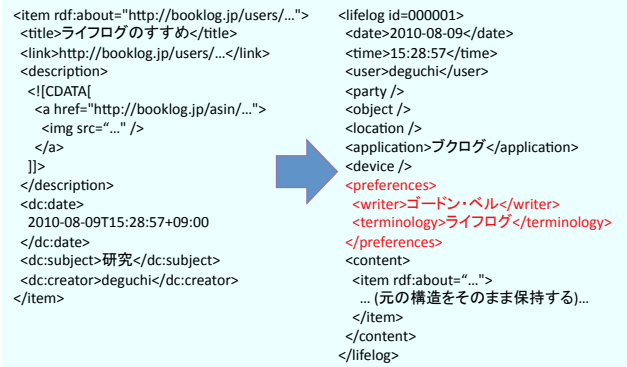 <item rdf:about="http://booklog.jp/users/...">
<title>ライフログのすすめ</title>
<link>http://booklog.jp/users/...</link>
<description>
<![CDATA[
<a href="http://booklog.jp/asin/...">
<img src="..." />
</a>
]]>
</description>
<dc:date>
2010-08-09T15:28:57+09:00
</dc:date>
<dc:subject>研究</dc:subject>
<dc:creator>deguchi</dc:creator>
</item>
<lifelog id=000001>
<date>2010-08-09</date>
<time>15:28:57</time>
<user>deguchi</user>
<party />
<object />
<location />
<application>ブクログ</application>
<device />
<preferences>
<writer>ゴードン・ベル</writer>
<terminology>ライフログ</terminology>
</preferences>
<content>
<item rdf:about="...">
... (元の構造をそのまま保持する)...
</item>
</content>
</lifelog>